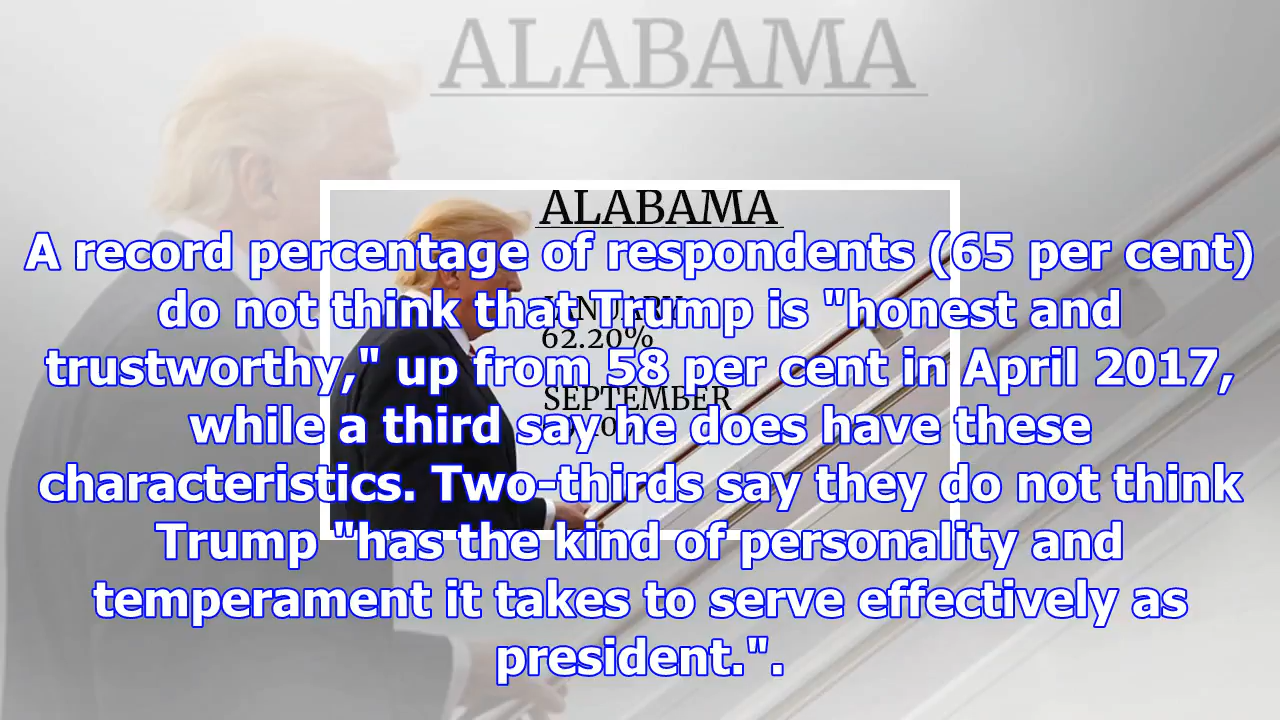 ALABAMA
ALABAMA
A record percentage of respondents (65 per cent)
do not think that Trump is "honest and
JANUARY
62.20%
trustworthy," up from 58 per cent in April 2017,
SEPTEMBER
while a third say he does have these
characteristics. Two-thirds say they do not think
Trump "has the kind of personality and
temperament it takes to serve effectively as
president.".